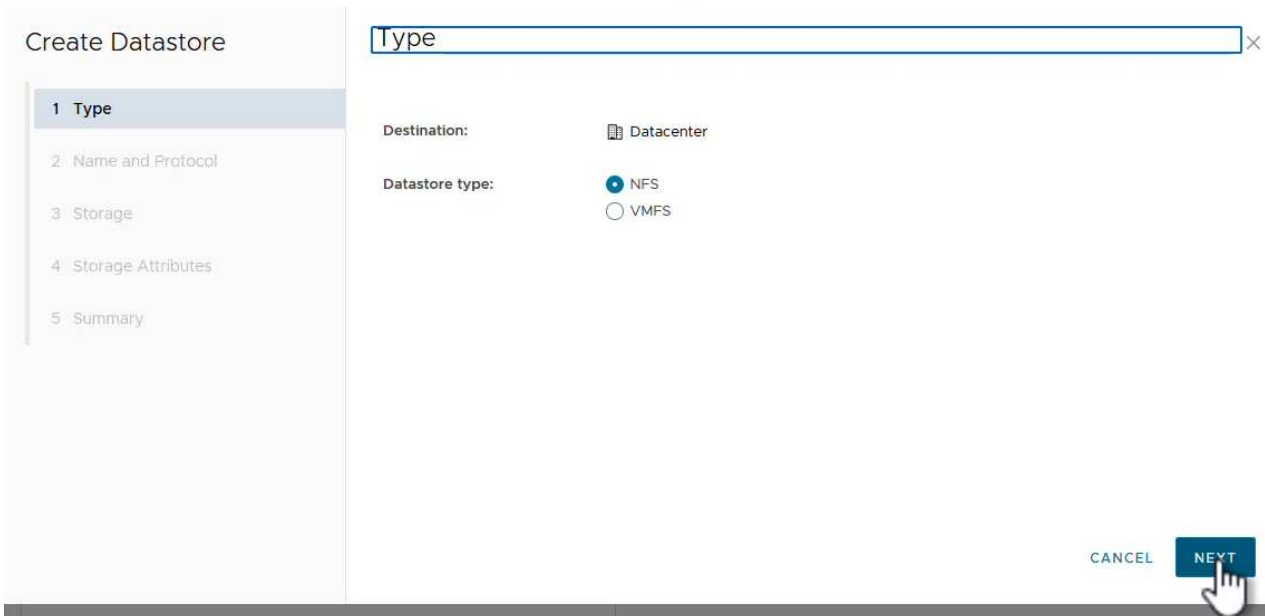 Create Datastore
1 Type
2 Name and Protocol
3 Storage
4 Storage Attributes
5 Summary
Type
Destination: Datacenter
Datastore type: NFS
VMFS
CANCEL NEXT